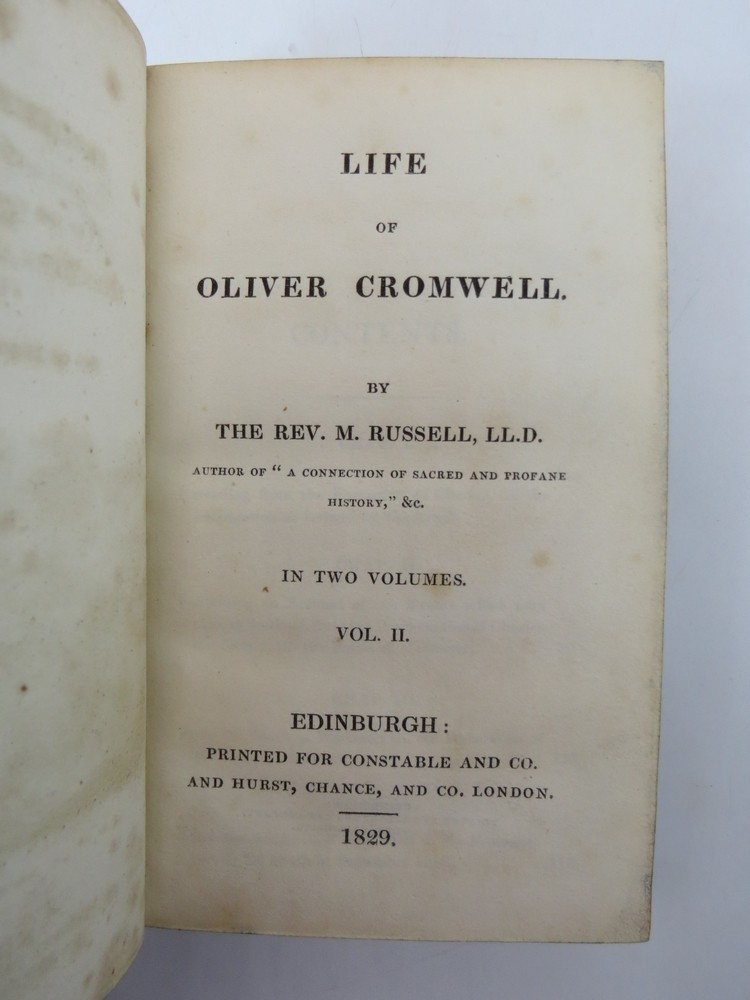 LIFE
OF
OLIVER CROMWELL.
BY
THE REV. M. RUSSELL, LL.D.
AUTHOR OF “ A CONNECTION OF SACRED AND PROFANE
HISTORY,” &c.
IN TWO VOLUMES.
VOL. II.
EDINBURGH:
PRINTED FOR CONSTABLE AND CO.
AND HURST, CHANCE, AND CO. LONDON.
1829.